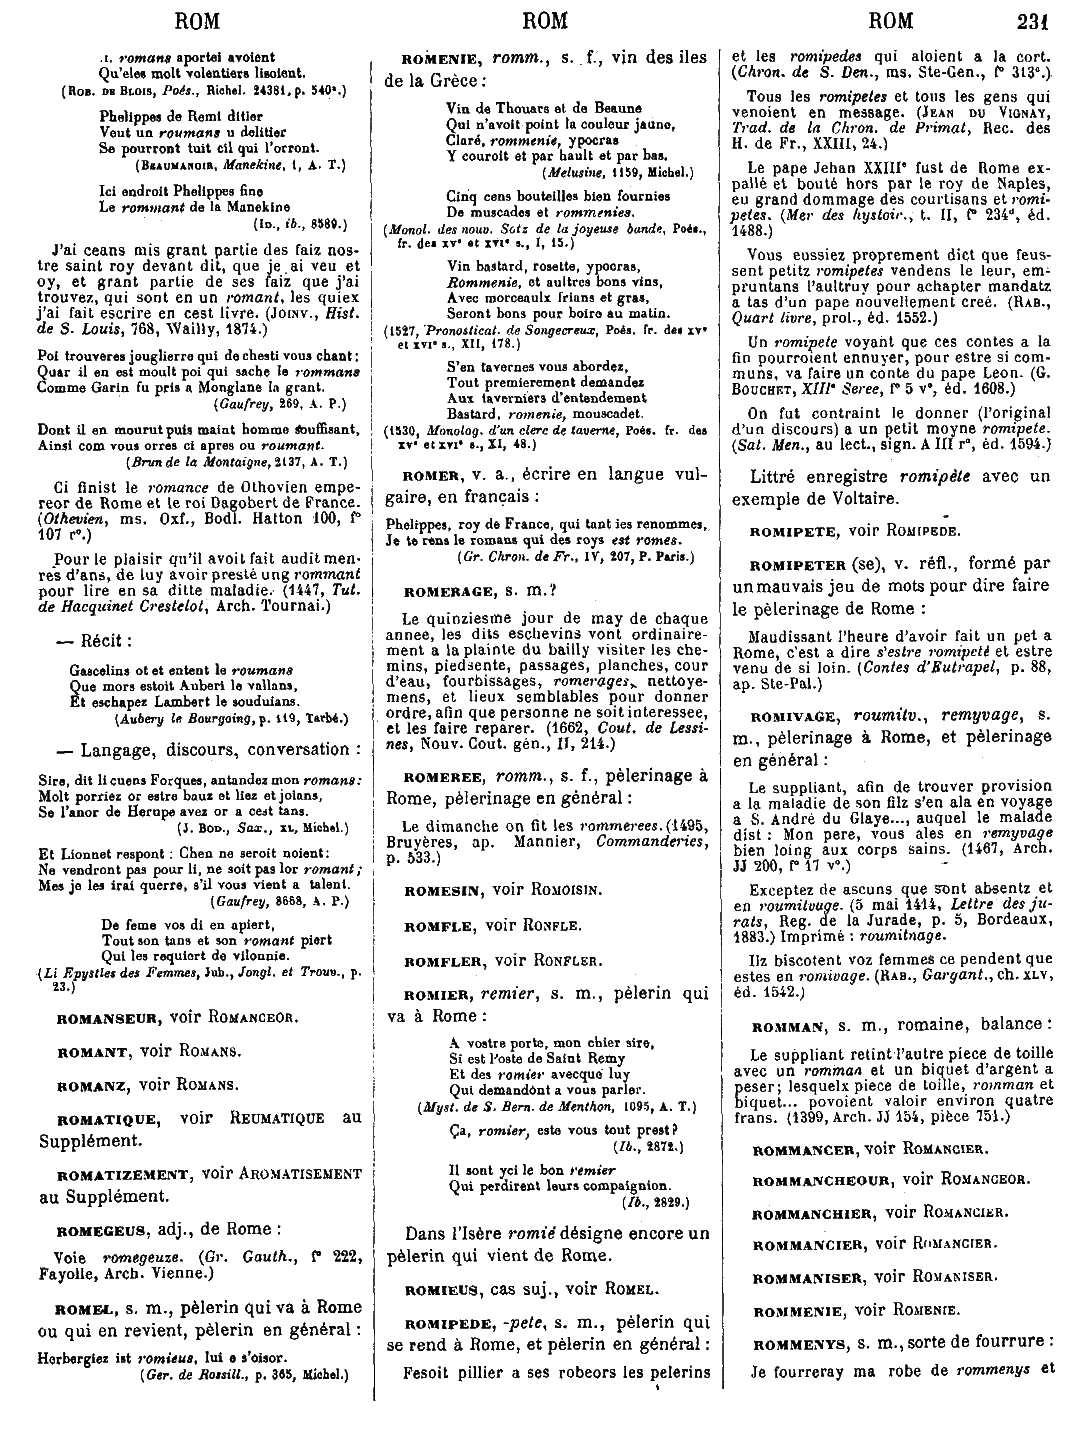 ROM
ROM
ROM
231
.I. romans aportei avoient
Qu'eles molt volentiers lisoient.
(ROB. DE BLOIS, Poés., Richel. 24381, p. 540ª.)
Phelippes de Remi ditier
Veut un roumans u delitier
Se pourront tuit cil qui l'orront.
(BEAUMANOIR, Manekine, 1, A. T.)
Ici endroit Phelippes fine
Le rommant de la Manekine
(ID., ib., 8589.)
J'ai ceans mis grant partie des faiz nos-
tre saint roy devant dit, que je ai veu et
oy, et grant partie de ses faiz que j'ai
trouvez, qui sont en un romant, les quiex
j'ai fait escrire en cest livre. (JOINV., Hist.
de S. Louis, 768, Wailly, 1874.)
Poi trouveres jouglierre qui de chesti vous chant;
Quar il en est moult poi qui sache le rommans
Comme Garin fu pris a Monglane la grant.
(Gaufrey, 269, A. P.)
Dont il en mourut puis maint homme souffisant,
Ainsi com vous orres ci apres ou roumant.
(Brun de la Montaigne, 2137, A. T.)
Ci finist le romance de Othovien empe-
reor de Rome et le roi Dagobert de France.
(Othevien, ms. Oxf., Bodl. Hatton 100, f°
107 r°.)
Pour le plaisir qu'il avoit fait audit men-
res d'ans, de luy avoir presté ung rommant
pour lire en sa ditte maladie. (1447, Tut.
de Hacquinet Crestelot, Arch. Tournai.)
— Récit :
Gascelins ot et entent le roumans
Que mors estoit Auberi le vallans,
Et eschapez Lambert le souduians.
(Aubery le Bourgoing, p. 119, Tarbé.)
— Langage, discours, conversation :
Sire, dit li cuens Forques, antandez mon romans:
Molt porriez or estre bauz et liez et joians,
Se l'anor de Herupe avez or a cest tans.
(J. BOD., Sax., XL, Michel.)
Et Lionnet respont : Chen ne seroit noient:
Ne vendront pas pour li, ne soit pas lor romant;
Mes je les irai querre, s'il vous vient a talent.
(Gaufrey, 8668, A. P.)
De feme vos di en apiert,
Tout son tans et son romant piert
Qui les requiert de vilonnie.
(Li Epystles des Femmes, Jub., Jongl. et Trouv., p.
23.)
ROMANSEUR, voir ROMANCEOR.
ROMANT, voir ROMANS.
ROMANZ, voir ROMANS.
ROMATIQUE, voir REUMATIQUE au
Supplément.
ROMATIZEMENT, voir AROMATISEMENT
au Supplément.
ROMEGEUS, adj., de Rome :
Voie romegeuze. (Gr. Gauth., f° 222,
Fayolle, Arch. Vienne.)
ROMEL, s. m., pèlerin qui va à Rome
ou qui en revient, pèlerin en général :
Herbergiez ist romieus, lui e s'oisor.
(Ger. de Rossill., p. 365, Michel.)
ROMENIE, romm., s. f., vin des iles
de la Grèce :
Vin de Thouars et de Beaune
Qui n'avoit point la couleur jaune,
Claré, rommenie, ypocras
Y couroit et par hault et par bas.
(Melusine, 1159, Michel.)
Cinq cens bouteilles bien fournies
De muscades et rommenies.
(Monol. des nouv. Sotz de la joyeuse bande, Poés.,
fr. des XVe et XVIe s., I, 15.)
Vin bastard, rosette, ypocras,
Rommenie, et aultres bons vins,
Avec morceaulx frians et gras,
Seront bons pour boire au matin.
(1527, Pronosticat. de Songecreux, Poés. fr. des XVe
et XVIe s., XII, 178.)
S'en tavernes vous abordez,
Tout premierement demandez
Aux taverniers d'entendement
Bastard, romenie, mouscadet.
(1530, Monolog. d'un clerc de taverne, Poés. fr. des
XVe et XVIe s., XI, 48.)
ROMER, v. a., écrire en langue vul-
gaire, en français :
Phelippes, roy de France, qui tant ies renommes,
Je te rens le romans qui des roys est romes.
(Gr. Chron. de Fr., IV, 207, P. Paris.)
ROMERAGE, s. m.?
Le quinziesme jour de may de chaque
annee, les dits eschevins vont ordinaire-
ment a la plainte du bailly visiter les che-
mins, piedsente, passages, planches, cour
d'eau, fourbissages, romerages, nettoye-
mens, et lieux semblables pour donner
ordre, afin que personne ne soit interessee,
et les faire reparer. (1662, Cout. de Lessi-
nes, Nouv. Cout. gén., II, 214.)
ROMEREE, romm., s. f., pèlerinage à
Rome, pèlerinage en général :
Le dimanche on fit les rommerees. (1495,
Bruyères, ap. Mannier, Commanderies,
p. 533.)
ROMESIN, voir ROMOISIN.
ROMFLE, voir RONFLE.
ROMFLER, voir RONFLER.
ROMIER, remier, s. m., pèlerin qui
va à Rome :
A vostre porte, mon chier sire,
Si est l'oste de Saint Remy
Et des romier avecque luy
Qui demandont a vous parler.
(Myst. de S. Bern. de Menthon, 1095, A. T.)
Ça, romier, este vous tout prest?
(Ib., 2872.)
Il sont yci le bon remier
Qui perdirent leurs compaignion.
(Ib., 2829.)
Dans l'Isère romié désigne encore un
pèlerin qui vient de Rome.
ROMIEUS, cas suj., voir ROMEL.
ROMIPEDE, -pete, s. m., pèlerin qui
se rend à Rome, et pèlerin en général :
Fesoit pillier a ses robeors les pelerins
et les romipedes qui aloient a la cort.
(Chron. de S. Den., ms. Ste-Gen., f° 313c.)
Tous les romipetes et tous les gens qui
venoient en message. (JEAN DU VIGNAY,
Trad. de la Chron. de Primat, Rec. des
H. de Fr., XXIII, 24.)
Le pape Jehan XXIIIe fust de Rome ex-
pallé et bouté hors par le roy de Naples,
eu grand dommage des courtisans et romi-
petes. (Mer des hystoir., t. II, f° 234d, éd.
1488.)
Vous eussiez proprement dict que feus-
sent petitz romipetes vendens le leur, em-
pruntans l'aultruy pour achapter mandatz
a tas d'un pape nouvellement creé. (RAB.,
Quart livre, prol., éd. 1552.)
Un romipete voyant que ces contes a la
fin pourroient ennuyer, pour estre si com-
muns, va faire un conte du pape Leon. (G.
BOUCHET, XIIIe Seree, f° 5 v°, éd. 1608.)
On fut contraint le donner (l'original
d'un discours) a un petit moyne romipete.
(Sat. Men., au lect., sign. A III r°, éd. 1594.)
Littré enregistre romipète avec un
exemple de Voltaire.
ROMIPETE, voir ROMIPEDE.
ROMIPETER (se), v. réfl., formé par
un mauvais jeu de mots pour dire faire
le pèlerinage de Rome :
Maudissant l'heure d'avoir fait un pet a
Rome, c'est a dire s'estre romipeté et estre
venu de si loin. (Contes d'Eutrapel, p. 88,
ap. Ste-Pal.)
ROMIVAGE, roumitv., remyvage, s.
m., pèlerinage à Rome, et pèlerinage
en général :
Le suppliant, afin de trouver provision
a la maladie de son filz s'en ala en voyage
a S. André du Glaye..., auquel le malade
dist : Mon pere, vous ales en remyvage
bien loing aux corps sains. (1467, Arch.
JJ 200, f° 17 v°.)
Exceptez de ascuns que sont absentz et
en roumitvage. (5 mai 1414, Lettre des ju-
rats, Reg. de la Jurade, p. 5, Bordeaux,
1883.) Imprimé : roumitnage.
Ilz biscotent voz femmes ce pendent que
estes en romivage. (RAB., Gargant., ch. XLV,
éd. 1542.)
ROMMAN, s. m., romaine, balance :
Le suppliant retint l'autre piece de toille
avec un romman et un biquet d'argent a
peser; lesquelx piece de toille, romman et
biquet... povoient valoir environ quatre
frans. (1399, Arch. JJ 154, pièce 751.)
ROMMANCER, voir ROMANCIER.
ROMMANCHEOUR, voir ROMANCEOR.
ROMMANCHIER, voir ROMANCIER.
ROMMANCIER, voir ROMANCIER.
ROMMANISER, voir ROMANISER.
ROMMENIE, voir ROMENIE.
ROMMENYS, s. m., sorte de fourrure :
Je fourreray ma robe de rommenys et